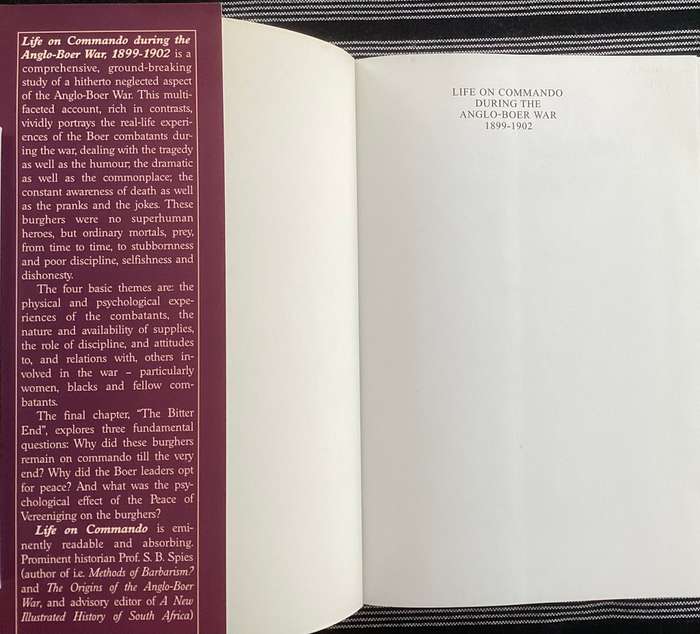 Life on Commando during the
Anglo-Boer War, 1899-1902 is a
comprehensive, ground-breaking
study of a hitherto neglected aspect
of the Anglo-Boer War. This multi-
faceted account, rich in contrasts,
vividly portrays the real-life experi-
ences of the Boer combatants dur-
ing the war, dealing with the tragedy
as well as the humour; the dramatic
as well as the commonplace; the
constant awareness of death as well
as the pranks and the jokes. These
burghers were no superhuman
heroes, but ordinary mortals, prey,
from time to time, to stubbornness
and poor discipline, selfishness and
dishonesty.
The four basic themes are: the
physical and psychological expe-
riences of the combatants, the
nature and availability of supplies,
the role of discipline, and attitudes
to, and relations with, others in-
volved in the war – particularly
women, blacks and fellow com-
batants.
The final chapter, "The Bitter
End", explores three fundamental
questions: Why did these burghers
remain on commando till the very
end? Why did the Boer leaders opt
for peace? And what was the psy-
chological effect of the Peace of
Vereeniging on the burghers?
Life on Commando is emi-
nently readable and absorbing.
Prominent historian Prof. S. B. Spies
(author of i.e. Methods of Barbarism?
and The Origins of the Anglo-Boer
War, and advisory editor of A New
Illustrated History of South Africa)
LIFE ON COMMANDO
DURING THE
ANGLO-BOER WAR
1899-1902